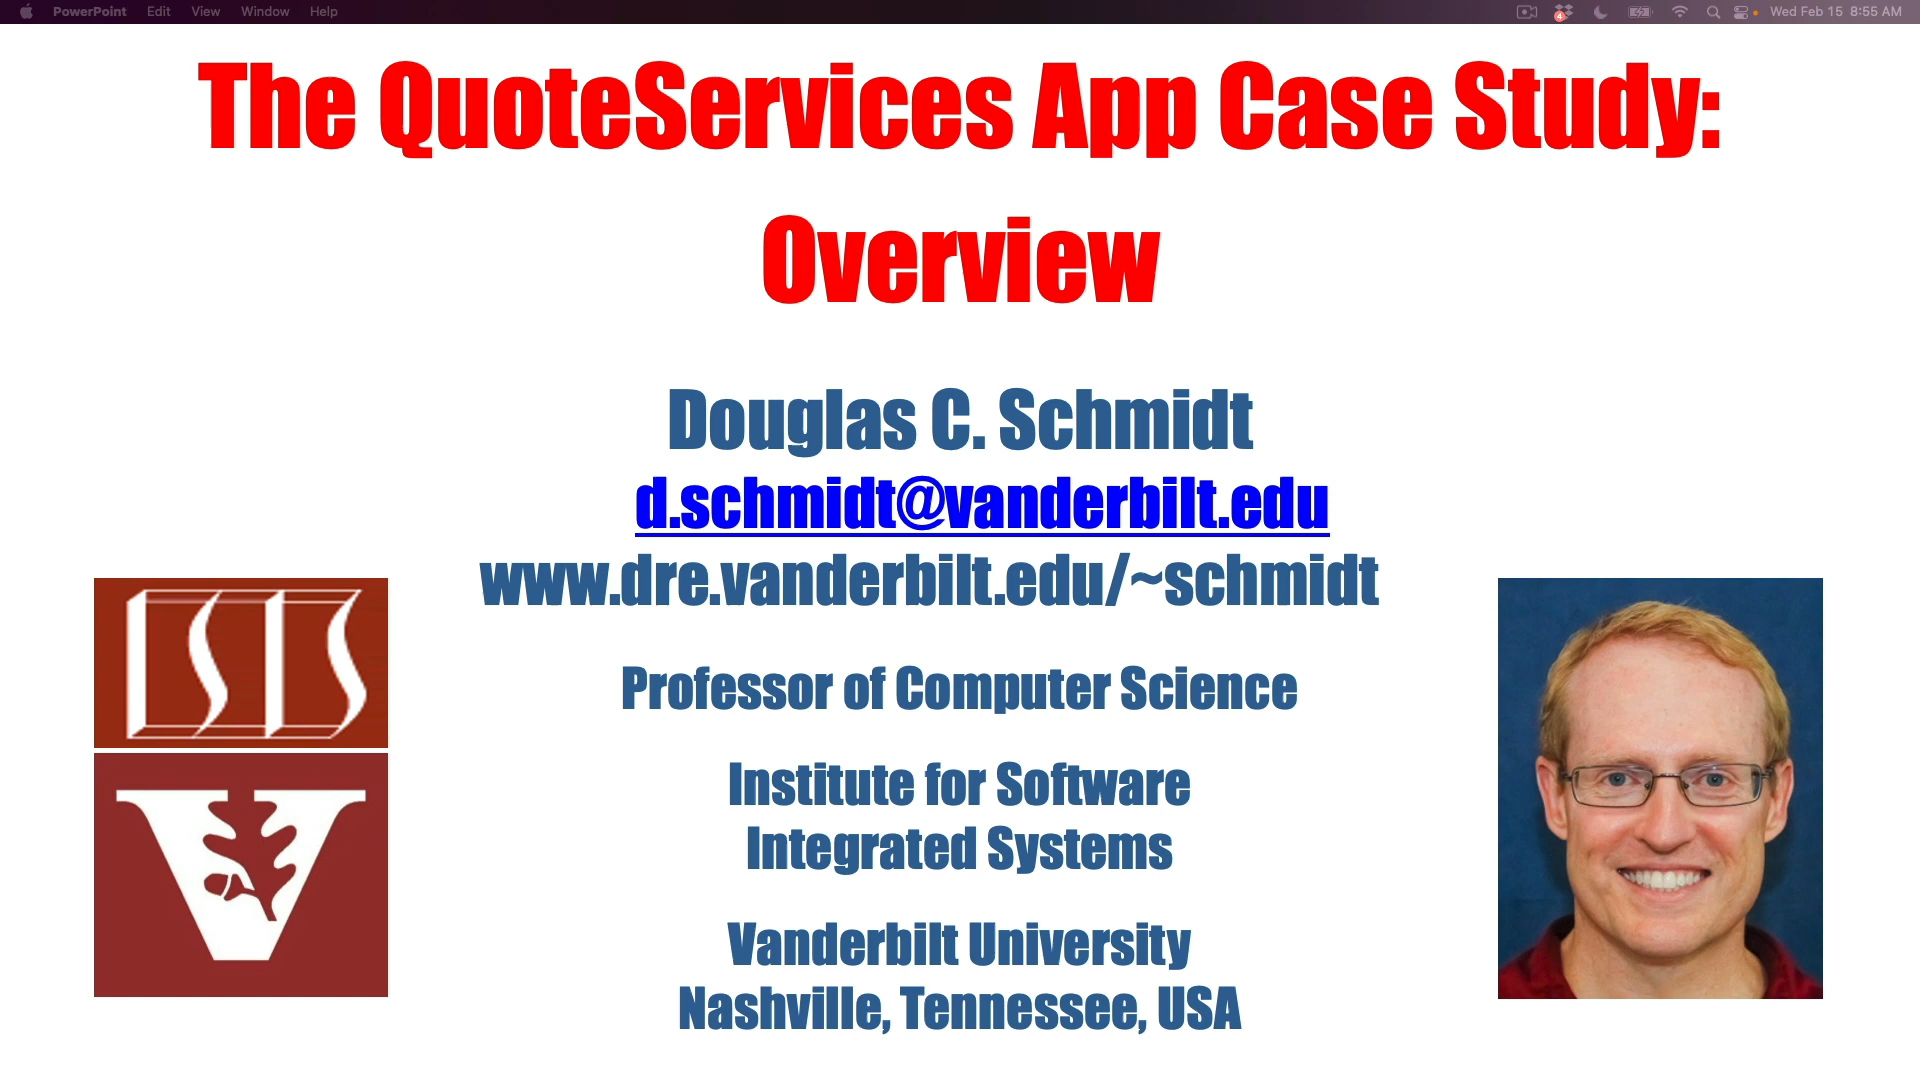 PowerPoint Edit View Window Help 4 Wed Feb 15 8:55 AM
The QuoteServices App Case Study:
Overview
Douglas C. Schmidt
d.schmidt@vanderbilt.edu
www.dre.vanderbilt.edu/~schmidt
ISIS
Professor of Computer Science
Institute for Software
Integrated Systems
V
Vanderbilt University
Nashville, Tennessee, USA